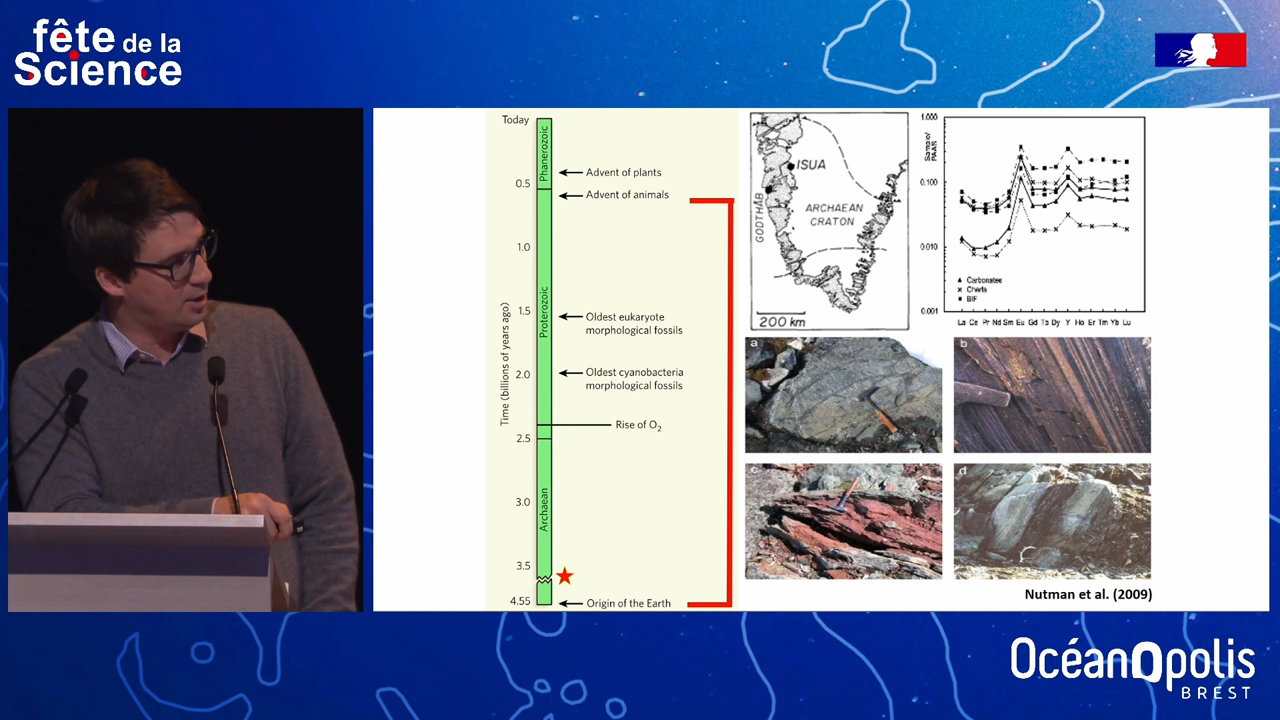 fête de la
Science
Today
0.5
1.0
1.5
2.0
2.5
3.0
3.5
4.55
Time (billions of years ago)
Phanerozoic
Proterozoic
Archaean
Advent of plants
Advent of animals
Oldest eukaryote
morphological fossils
Oldest cyanobacteria
morphological fossils
Rise of O₂
Origin of the Earth
ISUA
GODTHÅB
ARCHAEAN
CRATON
200 km
Sample/
PAAS
1.000
0.100
0.010
0.001
Carbonates
Cherts
BIF
La Ce Pr Nd Sm Eu Gd Tb Dy Y Ho Er Tm Yb Lu
a
b
c
d
Nutman et al. (2009)
OcéanOpolis
BREST